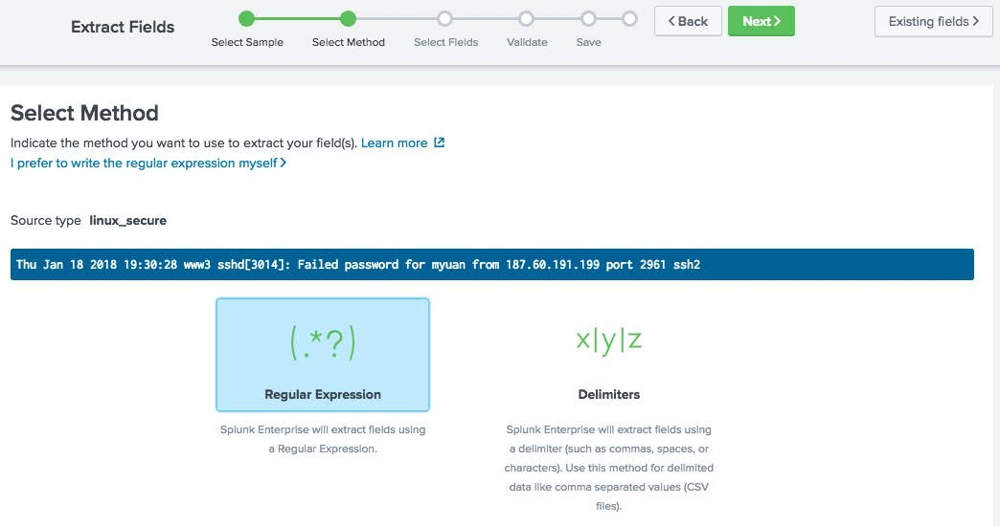 Extract Fields
Select Sample
Select Method
Select Fields
Validate
Save
< Back
Next >
Existing fields >
Select Method
Indicate the method you want to use to extract your field(s). Learn more
I prefer to write the regular expression myself >
Source type linux_secure
Thu Jan 18 2018 19:30:28 www3 sshd[3014]: Failed password for myuan from 187.60.191.199 port 2961 ssh2
(.*?)
Regular Expression
Splunk Enterprise will extract fields using
a Regular Expression.
x|y|z
Delimiters
Splunk Enterprise will extract fields using
a delimiter (such as commas, spaces, or
characters). Use this method for delimited
data like comma separated values (CSV
files).